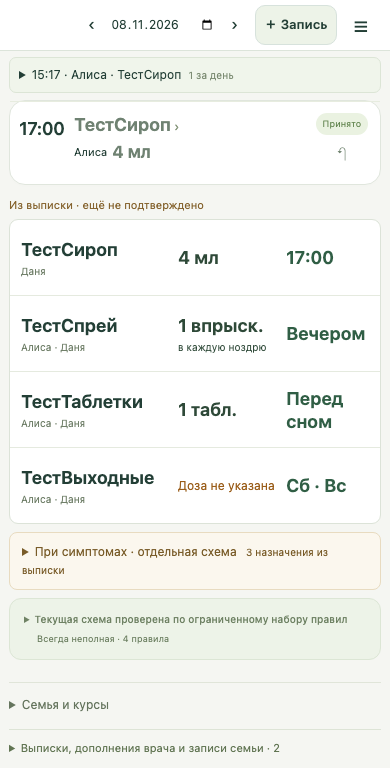 ‹ 08.11.2026 › + Запись ≡
▶ 15:17 · Алиса · ТестСироп 1 за день
17:00 ТестСироп › Принято
Алиса 4 мл
Из выписки · ещё не подтверждено
ТестСироп 4 мл 17:00
Даня
ТестСпрей 1 впрыск. Вечером
Алиса · Даня в каждую ноздрю
ТестТаблетки 1 табл. Перед сном
Алиса · Даня
ТестВыходные Доза не указана Сб · Вс
Алиса · Даня
▶ При симптомах · отдельная схема 3 назначения из
выписки
▶ Текущая схема проверена по ограниченному набору правил
Всегда неполная · 4 правила
▶ Семья и курсы
▶ Выписки, дополнения врача и записи семьи · 2